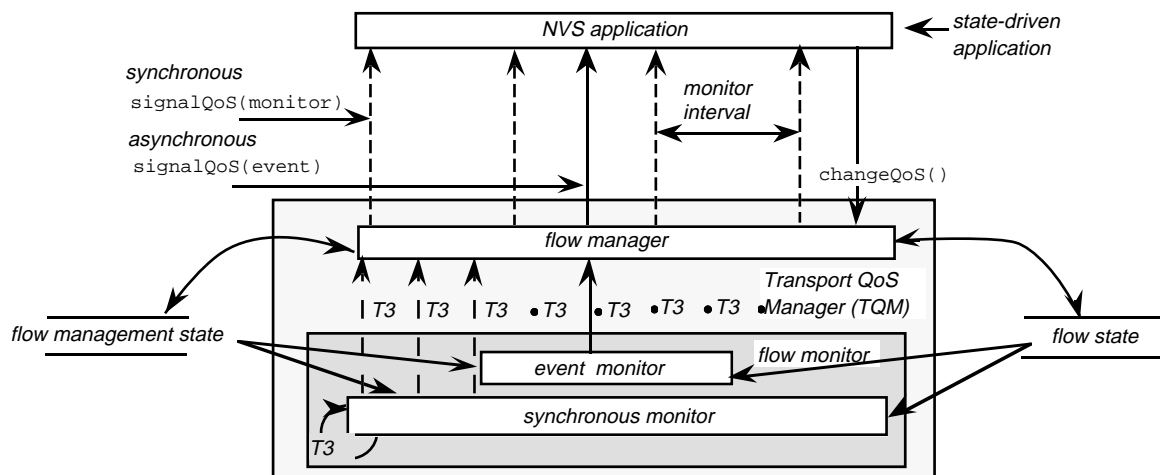 NVS application
state-driven
application
synchronous
signalQoS(monitor)
monitor
interval
asynchronous
signalQoS(event)
changeQoS()
flow manager
Transport QoS
Manager (TQM)
T3 T3 T3 • T3 • T3 • T3 • T3 •
flow management state
flow state
flow monitor
event monitor
synchronous monitor
T3